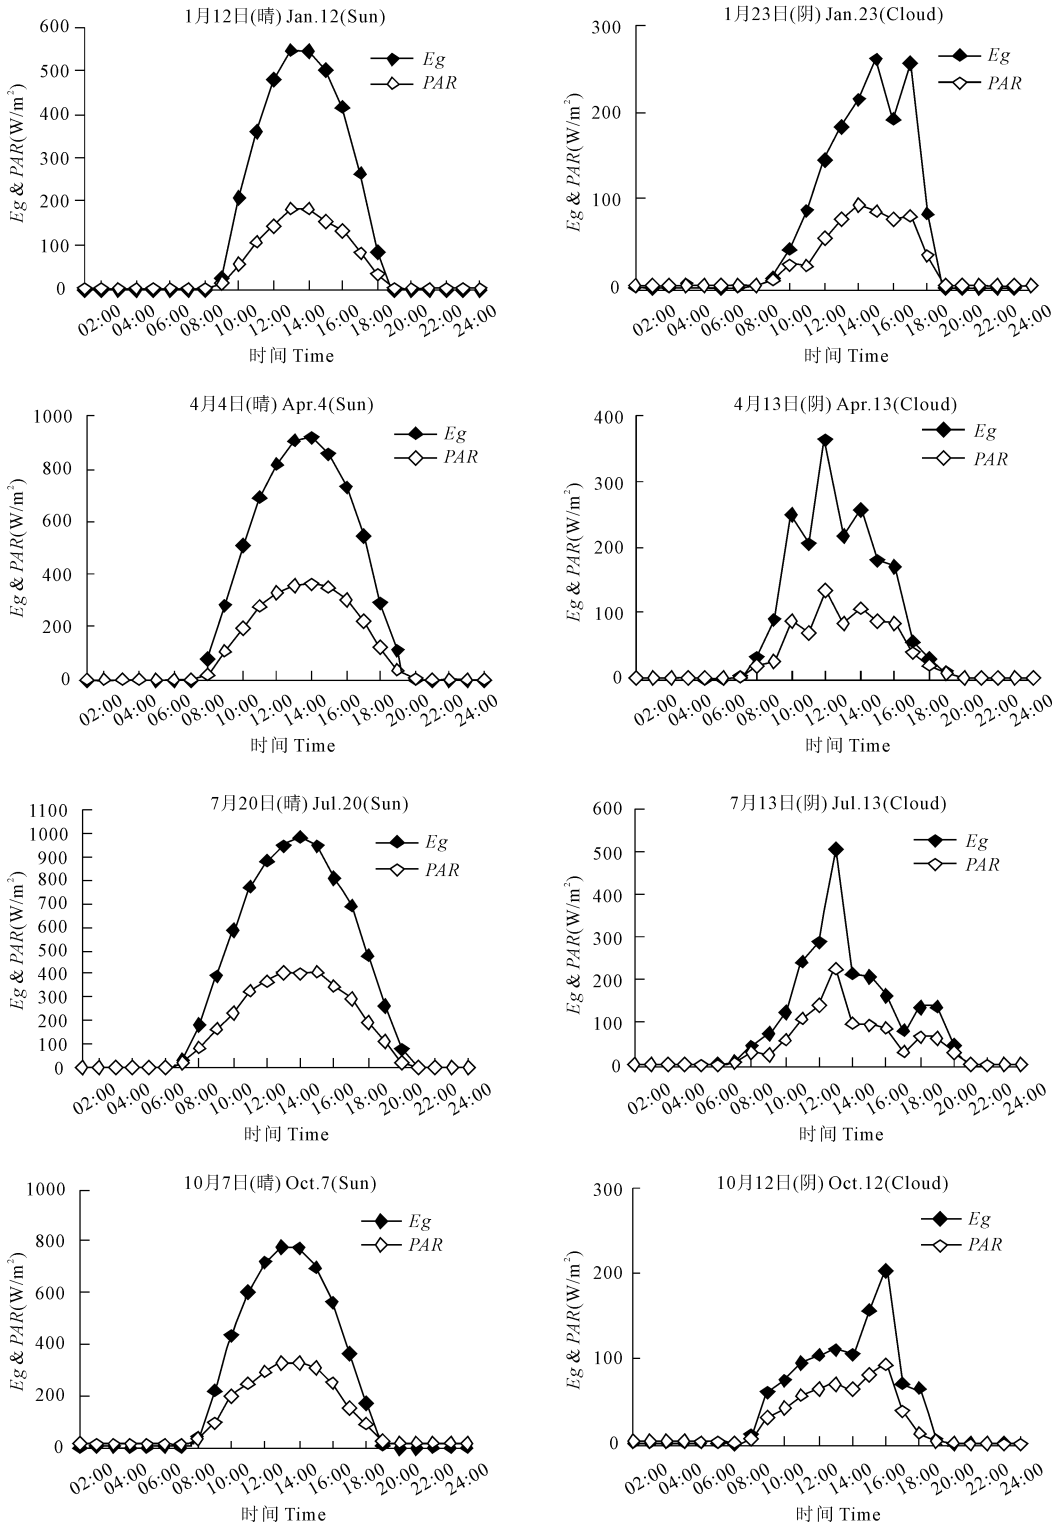 1月12日(晴) Jan.12(Sun)
Eg & PAR(W/m²)
600
500
400
300
200
100
0
Eg
PAR
02:00 04:00 06:00 08:00 10:00 12:00 14:00 16:00 18:00 20:00 22:00 24:00
时间 Time
1月23日(阴) Jan.23(Cloud)
Eg & PAR(W/m²)
300
200
100
0
Eg
PAR
02:00 04:00 06:00 08:00 10:00 12:00 14:00 16:00 18:00 20:00 22:00 24:00
时间 Time
4月4日(晴) Apr.4(Sun)
Eg & PAR(W/m²)
1000
800
600
400
200
0
Eg
PAR
02:00 04:00 06:00 08:00 10:00 12:00 14:00 16:00 18:00 20:00 22:00 24:00
时间 Time
4月13日(阴) Apr.13(Cloud)
Eg & PAR(W/m²)
400
300
200
100
0
Eg
PAR
02:00 04:00 06:00 08:00 10:00 12:00 14:00 16:00 18:00 20:00 22:00 24:00
时间 Time
7月20日(晴) Jul.20(Sun)
Eg & PAR(W/m²)
1100
1000
900
800
700
600
500
400
300
200
100
0
Eg
PAR
02:00 04:00 06:00 08:00 10:00 12:00 14:00 16:00 18:00 20:00 22:00 24:00
时间 Time
7月13日(阴) Jul.13(Cloud)
Eg & PAR(W/m²)
600
500
400
300
200
100
0
Eg
PAR
02:00 04:00 06:00 08:00 10:00 12:00 14:00 16:00 18:00 20:00 22:00 24:00
时间 Time
10月7日(晴) Oct.7(Sun)
Eg & PAR(W/m²)
1000
800
600
400
200
0
Eg
PAR
02:00 04:00 06:00 08:00 10:00 12:00 14:00 16:00 18:00 20:00 22:00 24:00
时间 Time
10月12日(阴) Oct.12(Cloud)
Eg & PAR(W/m²)
300
200
100
0
Eg
PAR
02:00 04:00 06:00 08:00 10:00 12:00 14:00 16:00 18:00 20:00 22:00 24:00
时间 Time